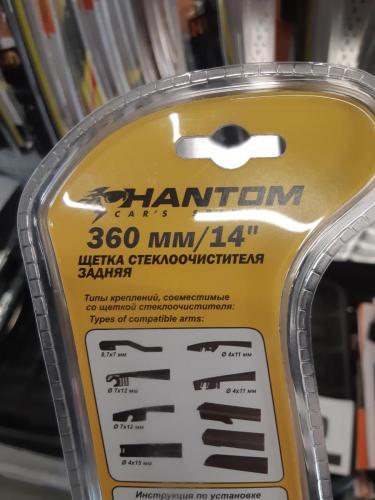 PHANTOM
CAR'S
360 мм/14"
ЩЕТКА СТЕКЛООЧИСТИТЕЛЯ
ЗАДНЯЯ
Типы креплений, совместимые
со щеткой стеклоочистителя:
Types of compatible arms:
8,7x7 мм
Ø 4x11 мм
Ø 7x12 мм
Ø 4x11 мм
Ø 7x12 мм
Ø 4x15 мм
Инструкция по установке